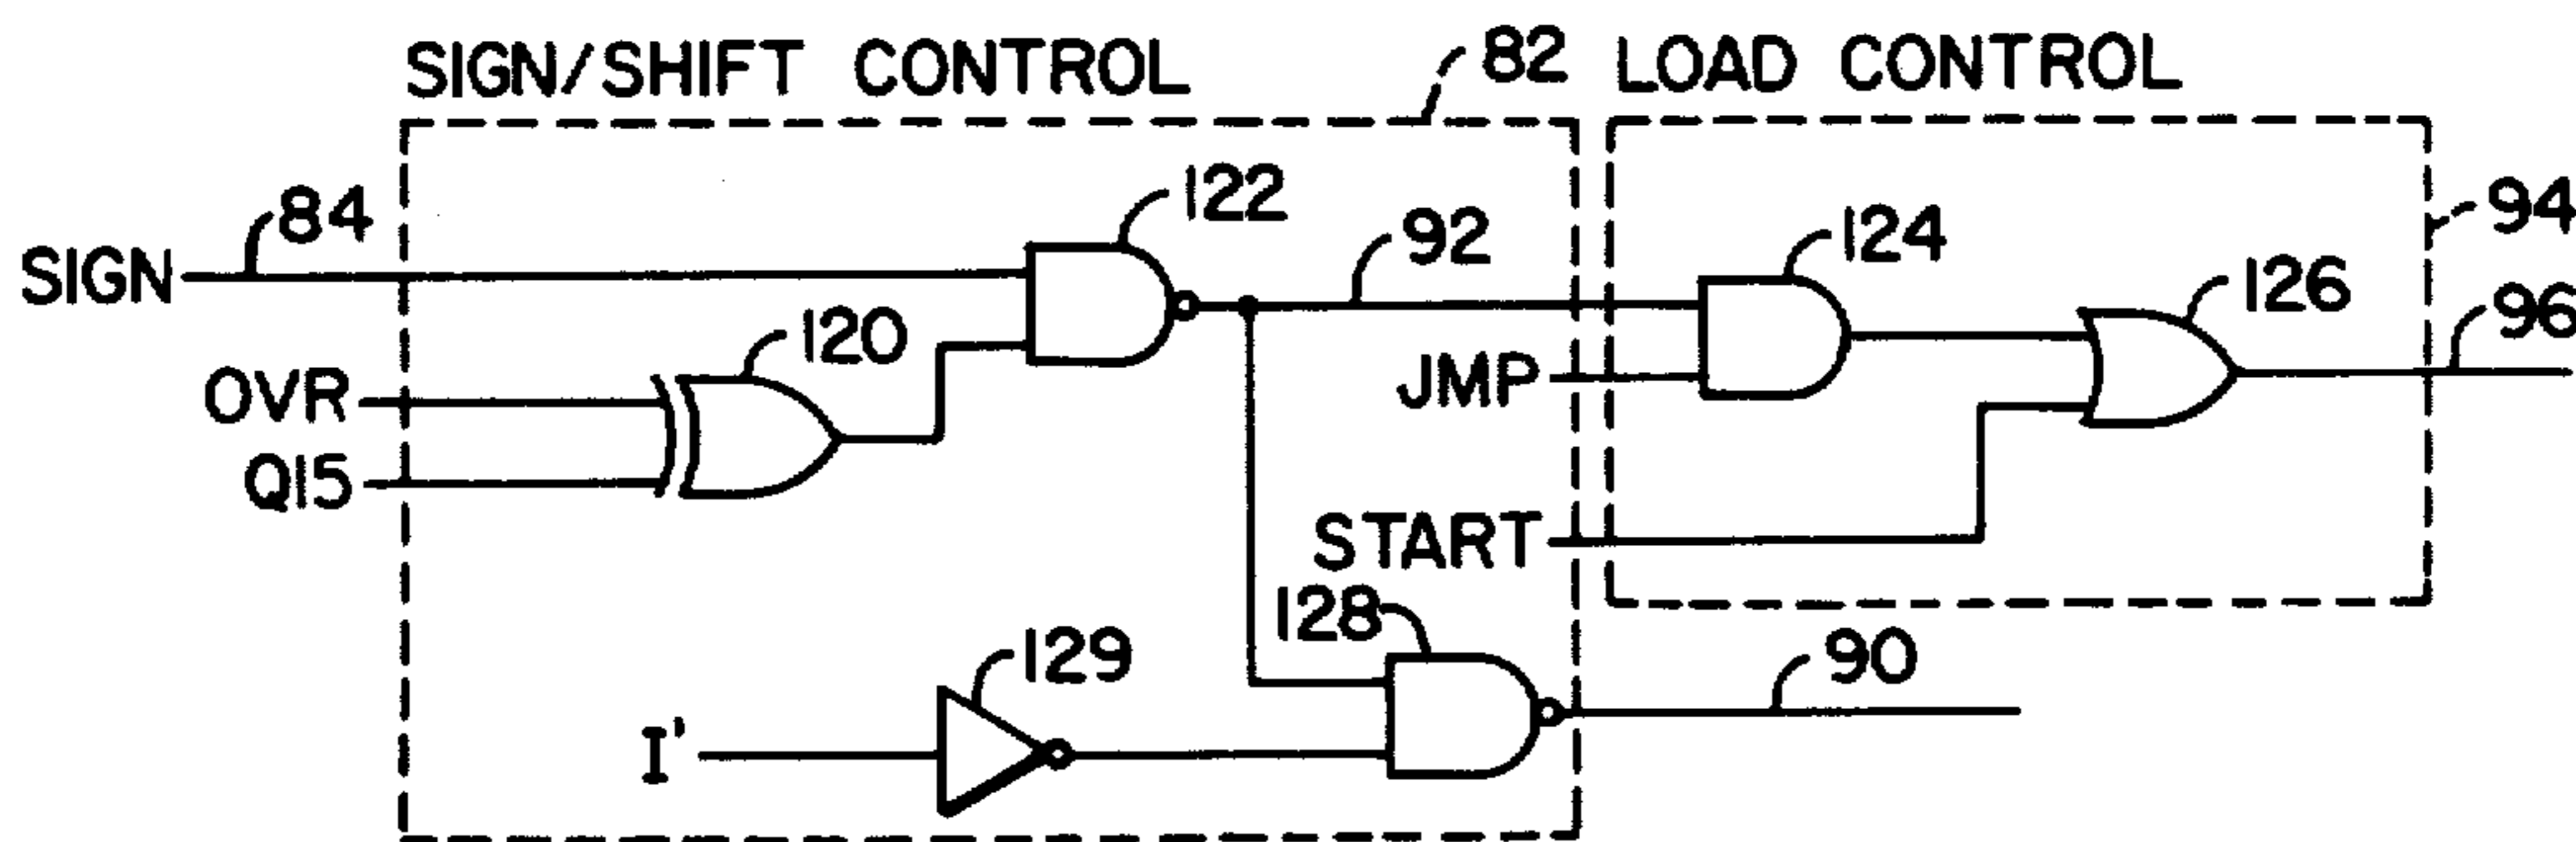 SIGN/SHIFT CONTROL
82
LOAD CONTROL
SIGN
84
122
92
124
94
126
96
OVR
120
JMP
Q15
START
128
129
90
I'